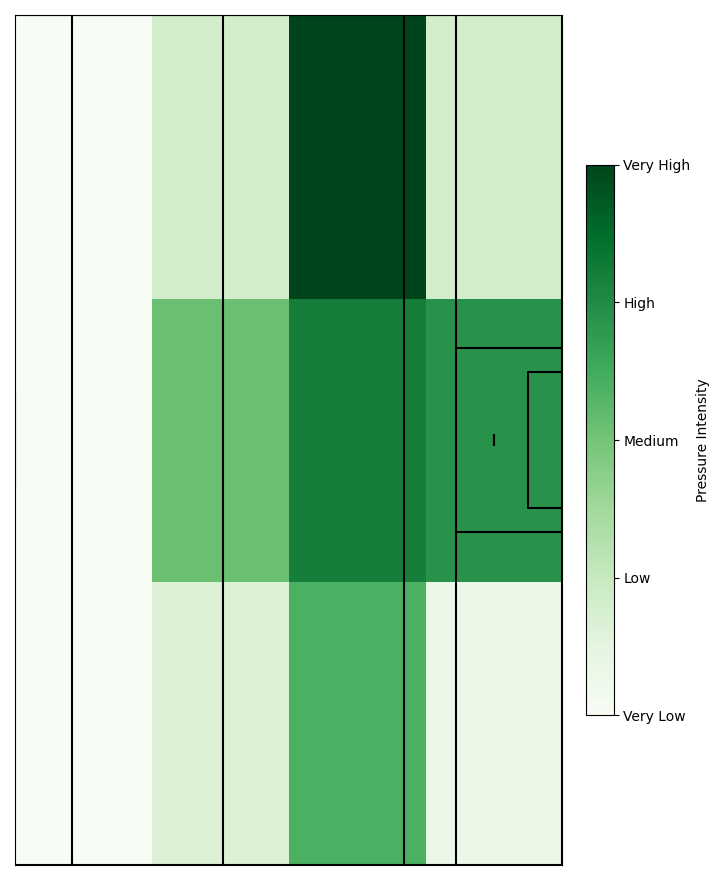 Very High
High
Medium
Low
Very Low
Pressure Intensity